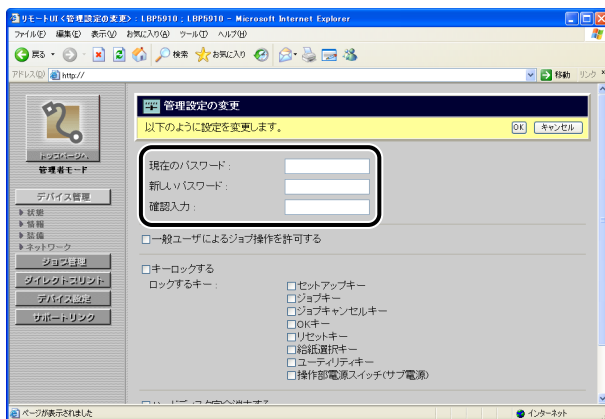 リモートUI <管理設定の変更> : LBP5910 ; LBP5910 - Microsoft Internet Explorer
ファイル(F) 編集(E) 表示(V) お気に入り(A) ツール(T) ヘルプ(H)
戻る 検索 お気に入り
アドレス(D) http:// 移動 リンク »
管理設定の変更
以下のように設定を変更します。 OK キャンセル
トップページへ
管理者モード
デバイス管理
状態
情報
装備
ネットワーク
ジョブ管理
ダイレクトプリント
デバイス設定
サポートリンク
現在のパスワード:
新しいパスワード:
確認入力:
一般ユーザによるジョブ操作を許可する
キーロックする
ロックするキー:
セットアップキー
ジョブキー
ジョブキャンセルキー
OKキー
リセットキー
給紙選択キー
ユーティリティキー
操作部電源スイッチ(サブ電源)
ページが表示されました インターネット